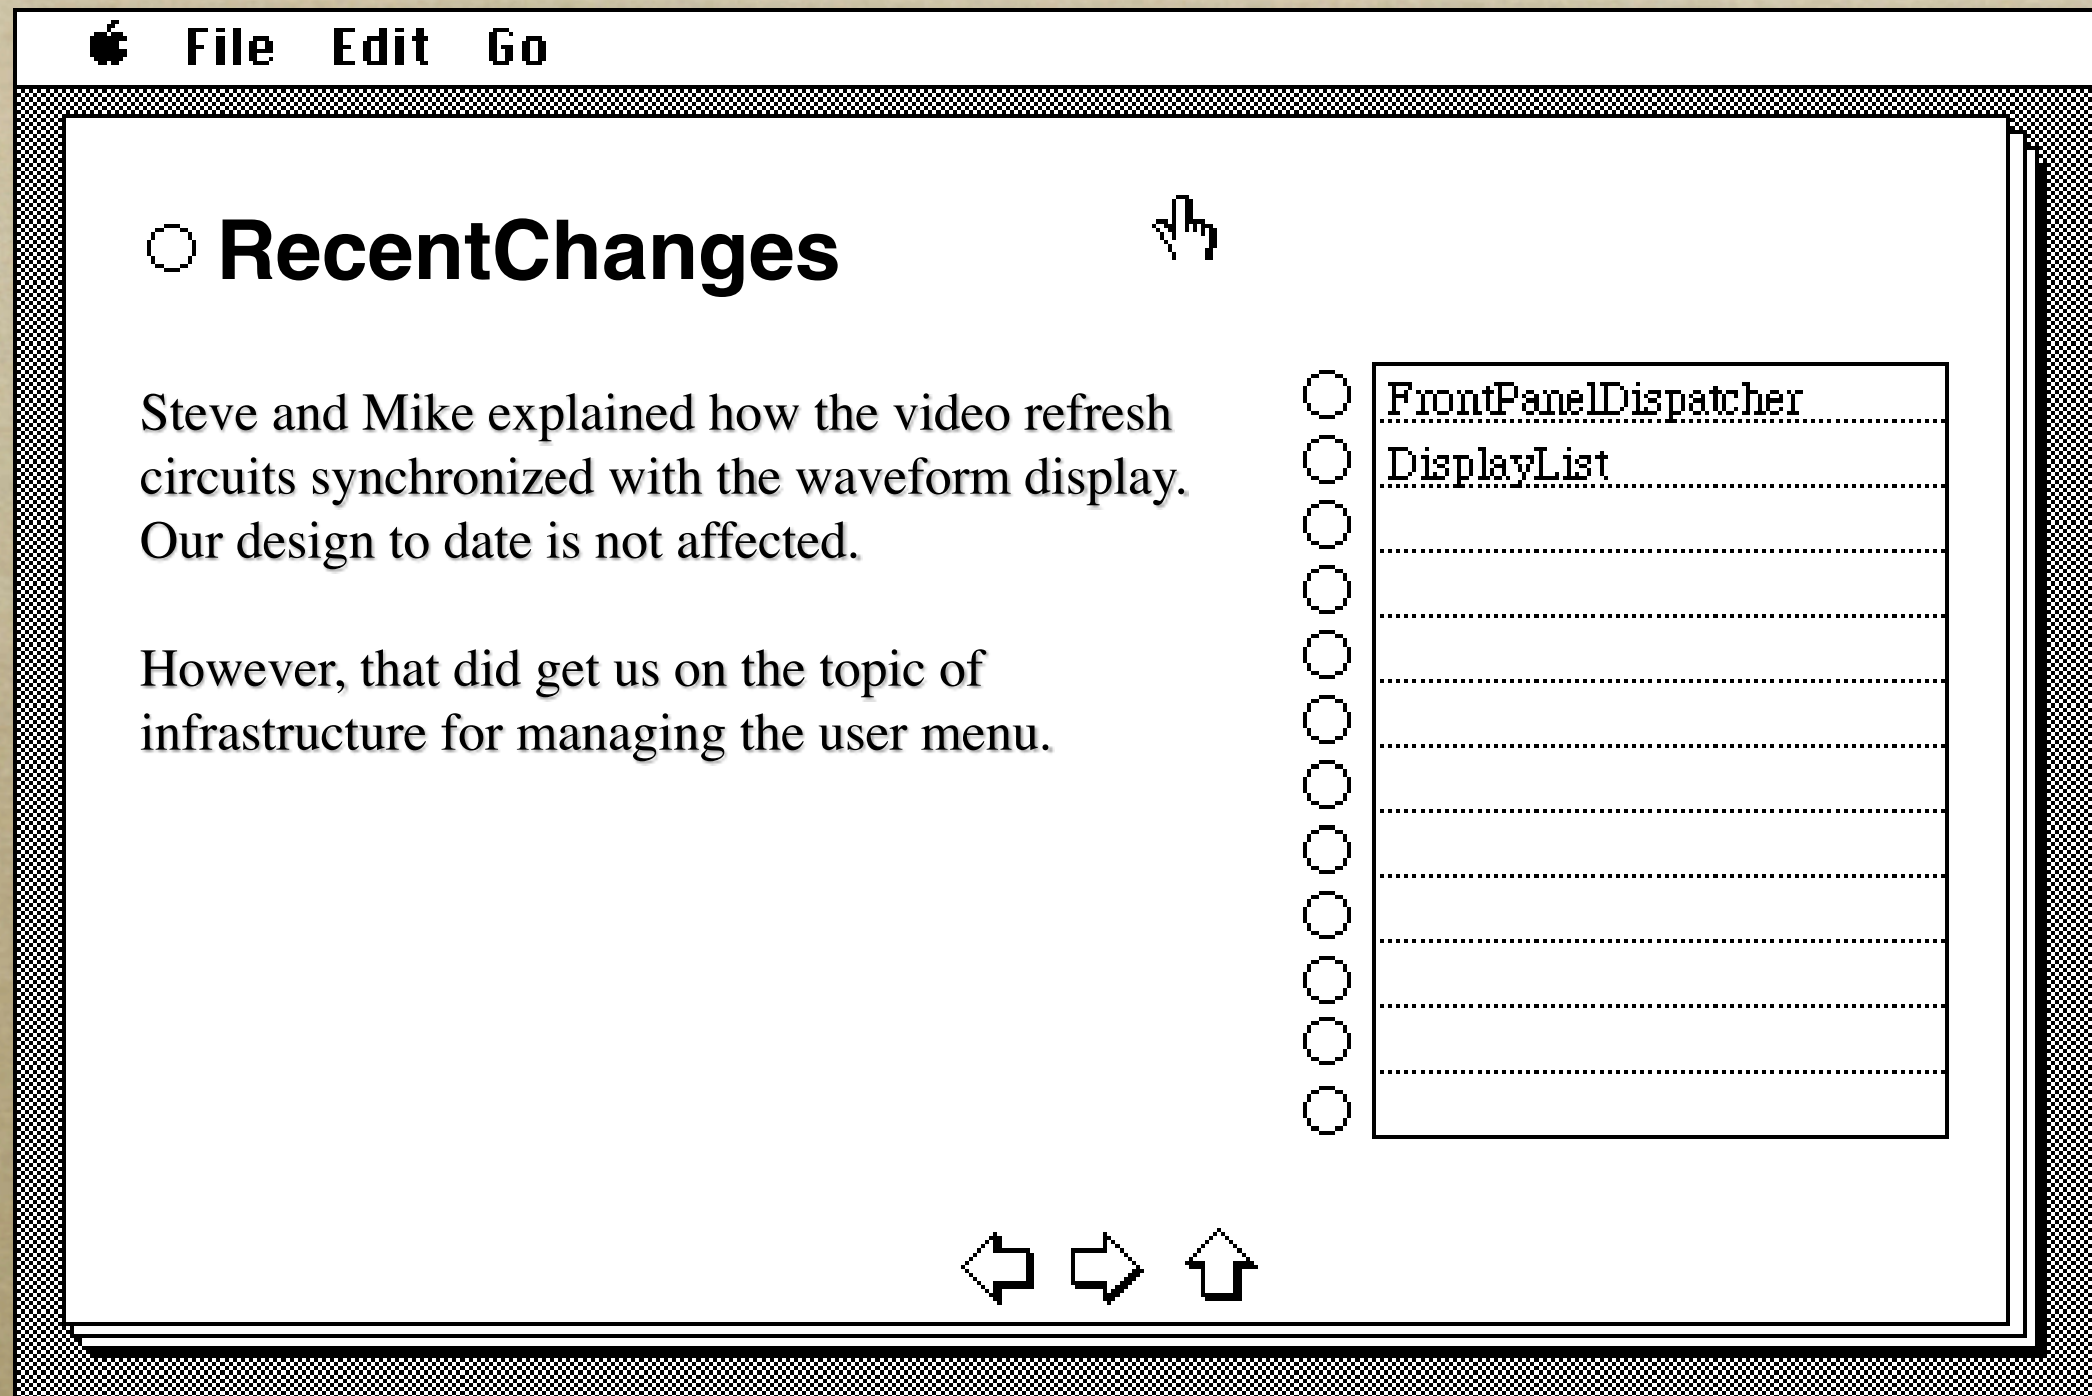 File Edit Go
RecentChanges
Steve and Mike explained how the video refresh
circuits synchronized with the waveform display.
Our design to date is not affected.
However, that did get us on the topic of
infrastructure for managing the user menu.
FrontPanelDispatcher
DisplayList